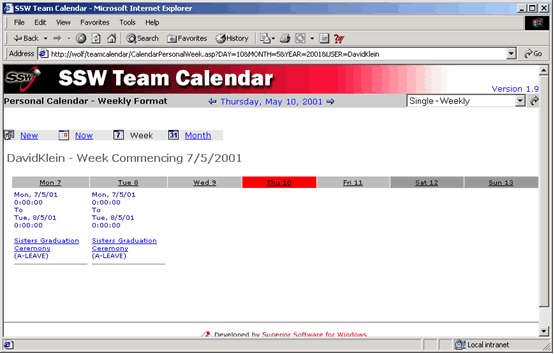 SSW Team Calendar - Microsoft Internet Explorer
File Edit View Favorites Tools Help
Back Search Favorites History
Address http://wolf/teamcalendar/CalendarPersonalWeek.asp?DAY=10&MONTH=5&YEAR=2001&USER=DavidKlein Go
SSW SSW Team Calendar
Version 1.9
Personal Calendar - Weekly Format Thursday, May 10, 2001 Single - Weekly
New Now 7 Week 31 Month
DavidKlein - Week Commencing 7/5/2001
Mon 7 Tue 8 Wed 9 Thu 10 Fri 11 Sat 12 Sun 13
Mon, 7/5/01 Mon, 7/5/01
0:00:00 0:00:00
To To
Tue, 8/5/01 Tue, 8/5/01
0:00:00 0:00:00
Sisters Graduation Sisters Graduation
Ceremony Ceremony
(A-LEAVE) (A-LEAVE)
Developed by Superior Software for Windows
Local intranet